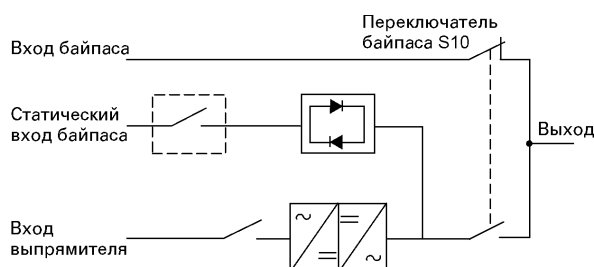 Переключатель
байпаса S10
Вход байпаса
Статический
вход байпаса
Выход
Вход
выпрямителя